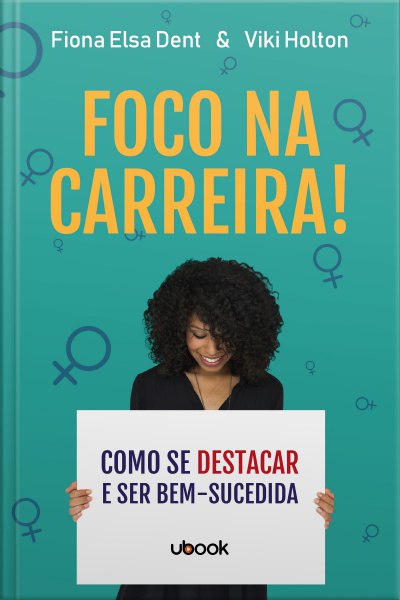 Fiona Elsa Dent & Viki Holton
FOCO NA
CARREIRA!
COMO SE DESTACAR
E SER BEM-SUCEDIDA
ubook